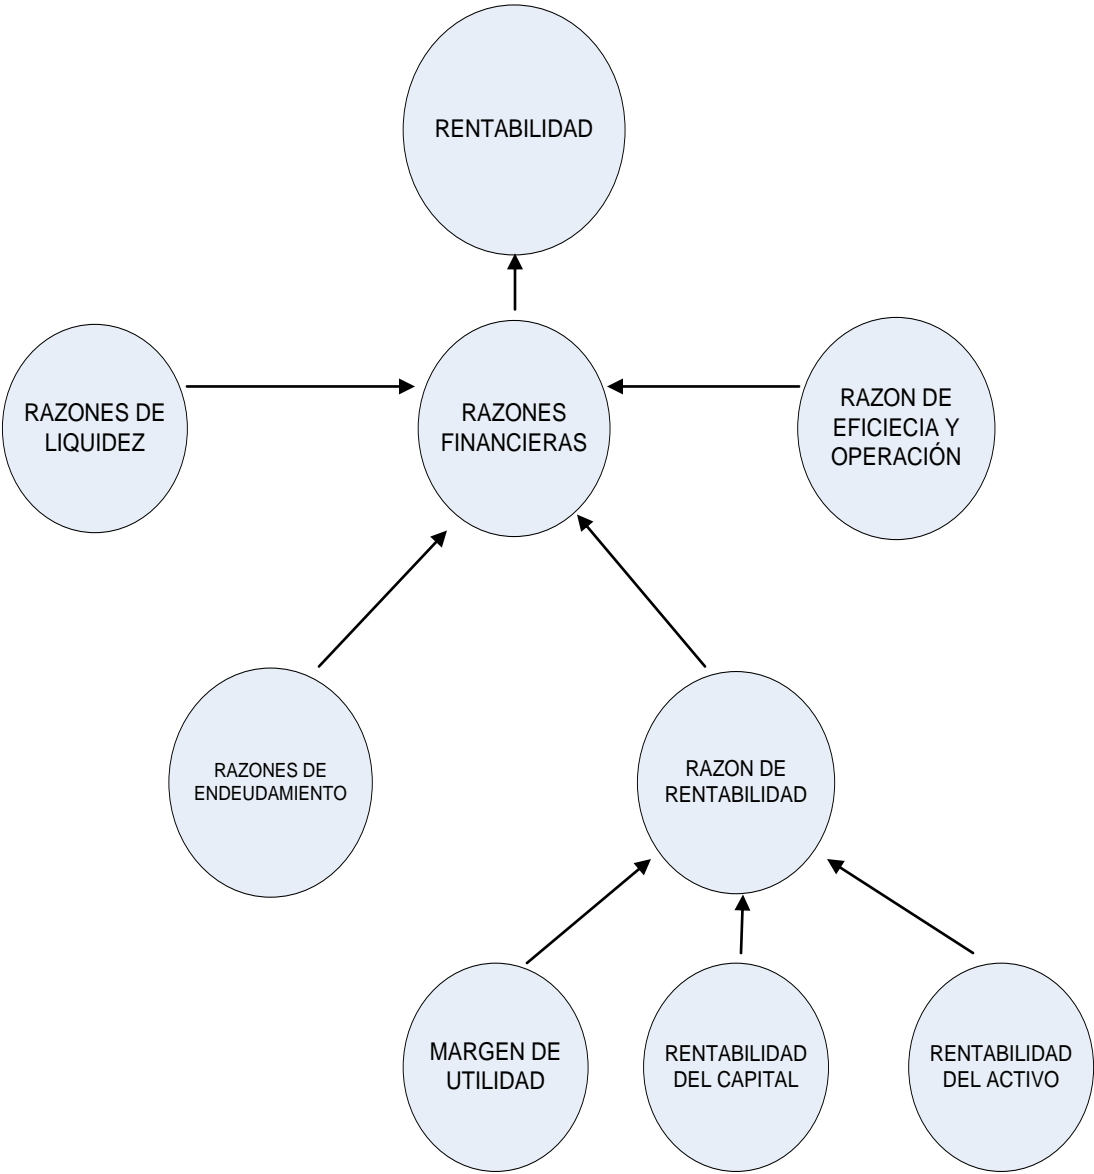 RENTABILIDAD
RAZONES DE
LIQUIDEZ
RAZONES
FINANCIERAS
RAZON DE
EFICIECIA Y
OPERACIÓN
RAZONES DE
ENDEUDAMIENTO
RAZON DE
RENTABILIDAD
MARGEN DE
UTILIDAD
RENTABILIDAD
DEL CAPITAL
RENTABILIDAD
DEL ACTIVO